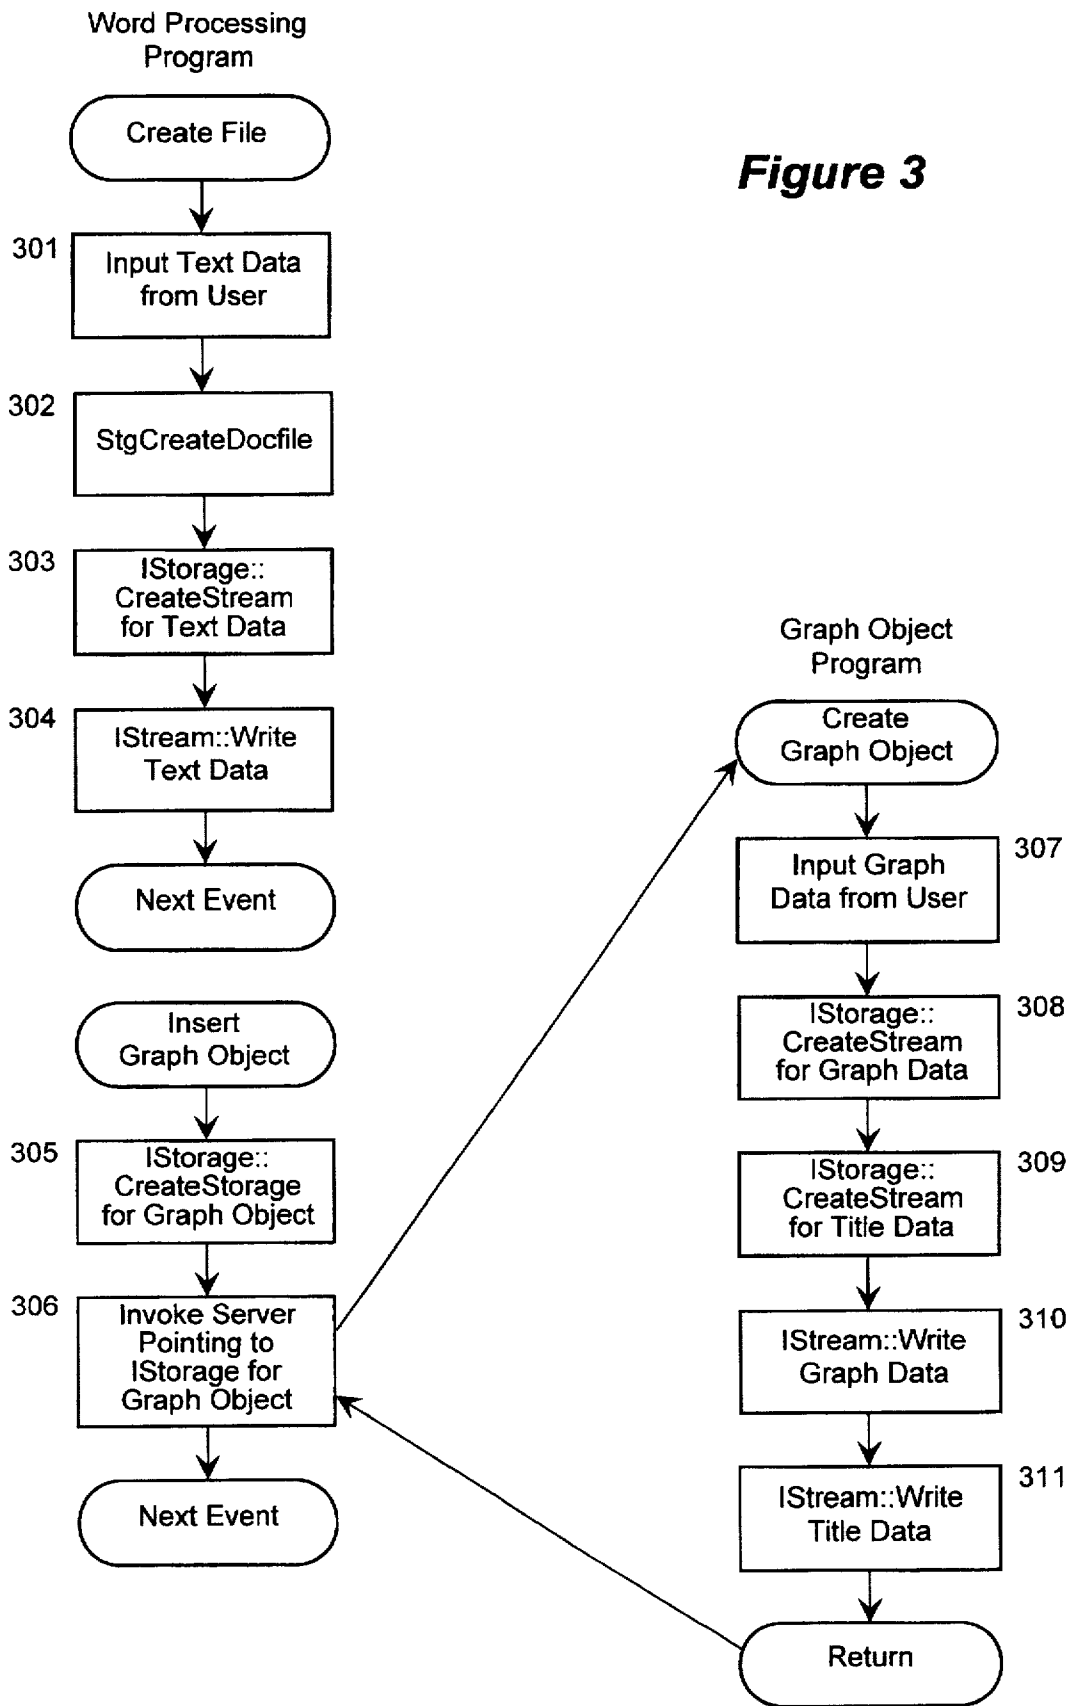 Word Processing
Program
Create File
Figure 3
301
Input Text Data
from User
302
StgCreateDocfile
303
IStorage::
CreateStream
for Text Data
304
IStream::Write
Text Data
Next Event
Insert
Graph Object
305
IStorage::
CreateStorage
for Graph Object
306
Invoke Server
Pointing to
IStorage for
Graph Object
Next Event
Graph Object
Program
Create
Graph Object
307
Input Graph
Data from User
308
IStorage::
CreateStream
for Graph Data
309
IStorage::
CreateStream
for Title Data
310
IStream::Write
Graph Data
311
IStream::Write
Title Data
Return